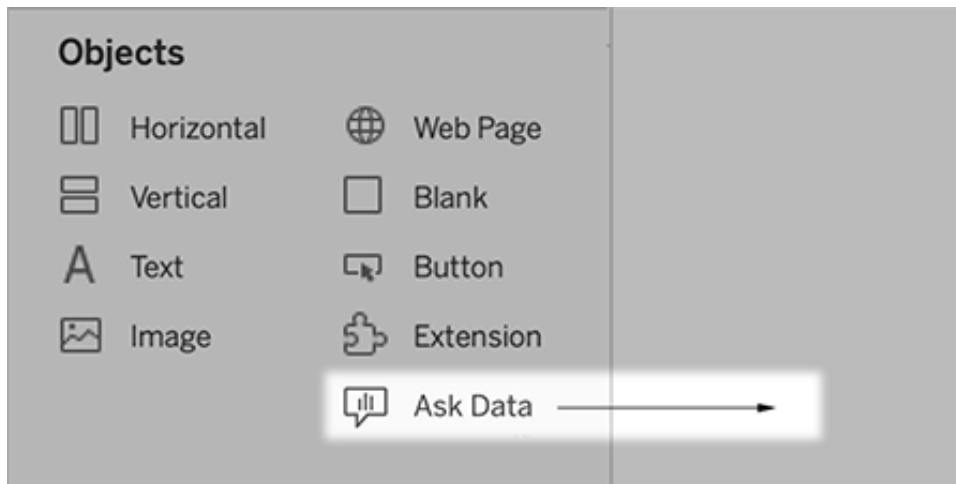 Objects
Horizontal
Web Page
Vertical
Blank
Text
Button
Image
Extension
Ask Data